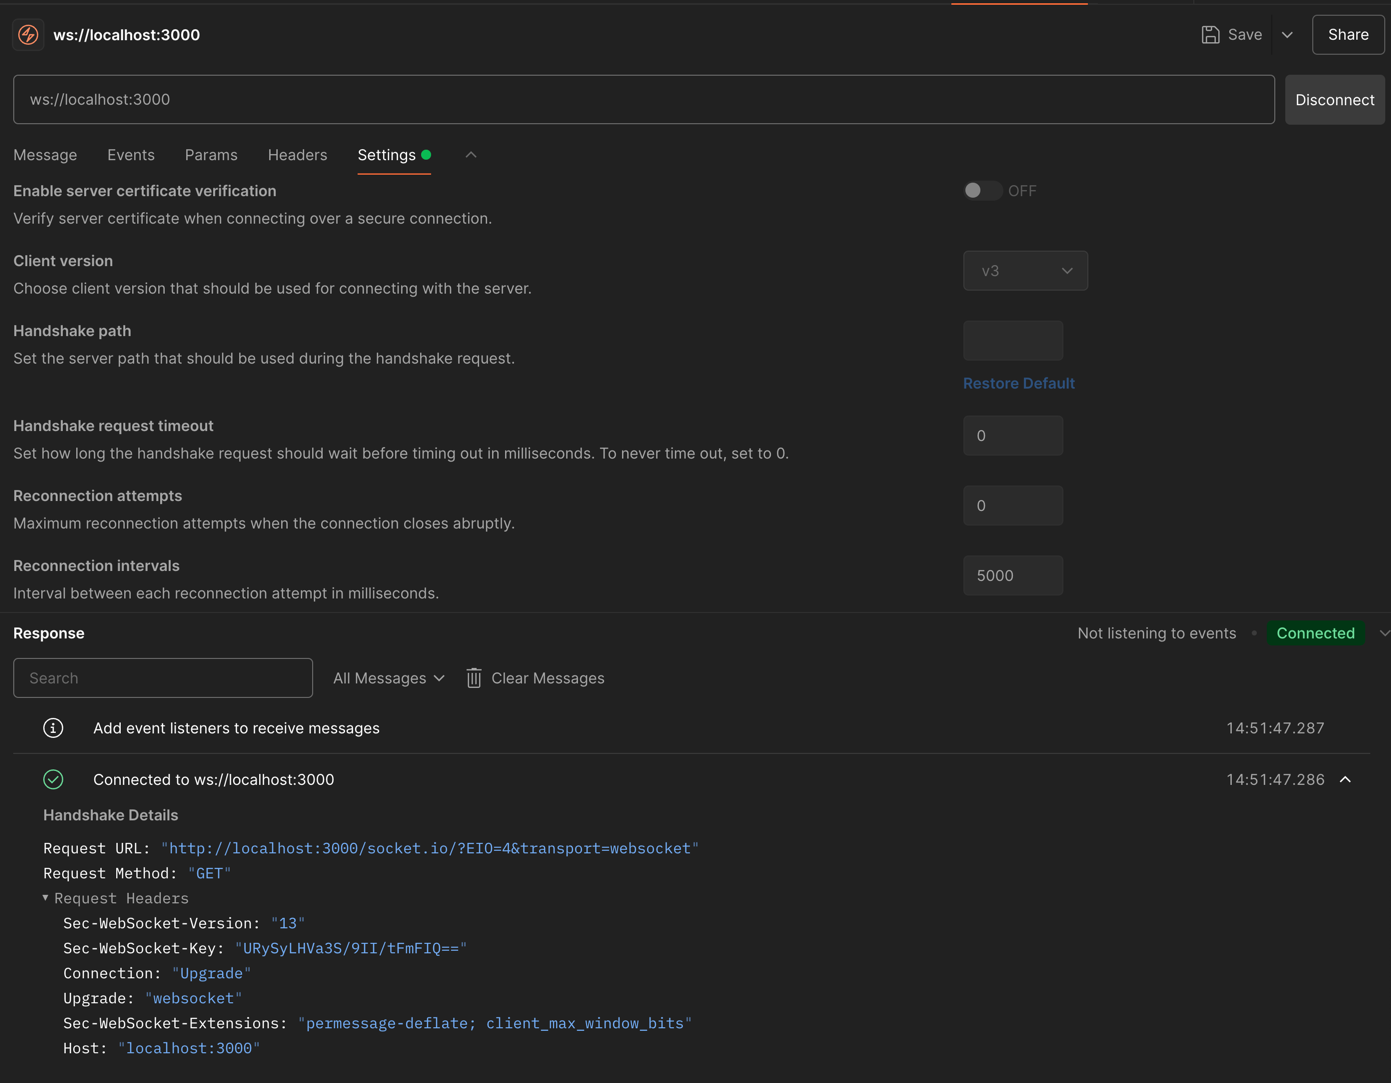 ws://localhost:3000
Save
Share
ws://localhost:3000
Disconnect
Message Events Params Headers Settings
Enable server certificate verification
OFF
Verify server certificate when connecting over a secure connection.
Client version
v3
Choose client version that should be used for connecting with the server.
Handshake path
Set the server path that should be used during the handshake request.
Restore Default
Handshake request timeout
0
Set how long the handshake request should wait before timing out in milliseconds. To never time out, set to 0.
Reconnection attempts
0
Maximum reconnection attempts when the connection closes abruptly.
Reconnection intervals
5000
Interval between each reconnection attempt in milliseconds.
Response
Not listening to events
Connected
Search
All Messages
Clear Messages
Add event listeners to receive messages
14:51:47.287
Connected to ws://localhost:3000
14:51:47.286
Handshake Details
Request URL: "http://localhost:3000/socket.io/?EIO=4&transport=websocket"
Request Method: "GET"
Request Headers
Sec-WebSocket-Version: "13"
Sec-WebSocket-Key: "URySyLHVa3S/9II/tFmFIQ=="
Connection: "Upgrade"
Upgrade: "websocket"
Sec-WebSocket-Extensions: "permessage-deflate; client_max_window_bits"
Host: "localhost:3000"